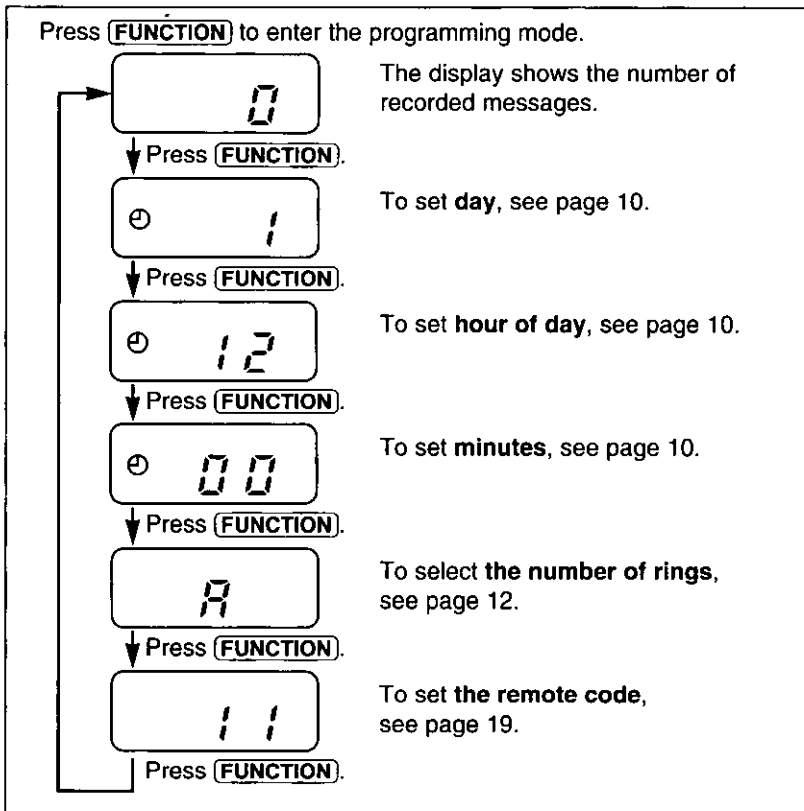 Press FUNCTION to enter the programming mode.
0
The display shows the number of
recorded messages.
Press FUNCTION.
1
To set day, see page 10.
Press FUNCTION.
12
To set hour of day, see page 10.
Press FUNCTION.
00
To set minutes, see page 10.
Press FUNCTION.
A
To select the number of rings,
see page 12.
Press FUNCTION.
11
To set the remote code,
see page 19.
Press FUNCTION.